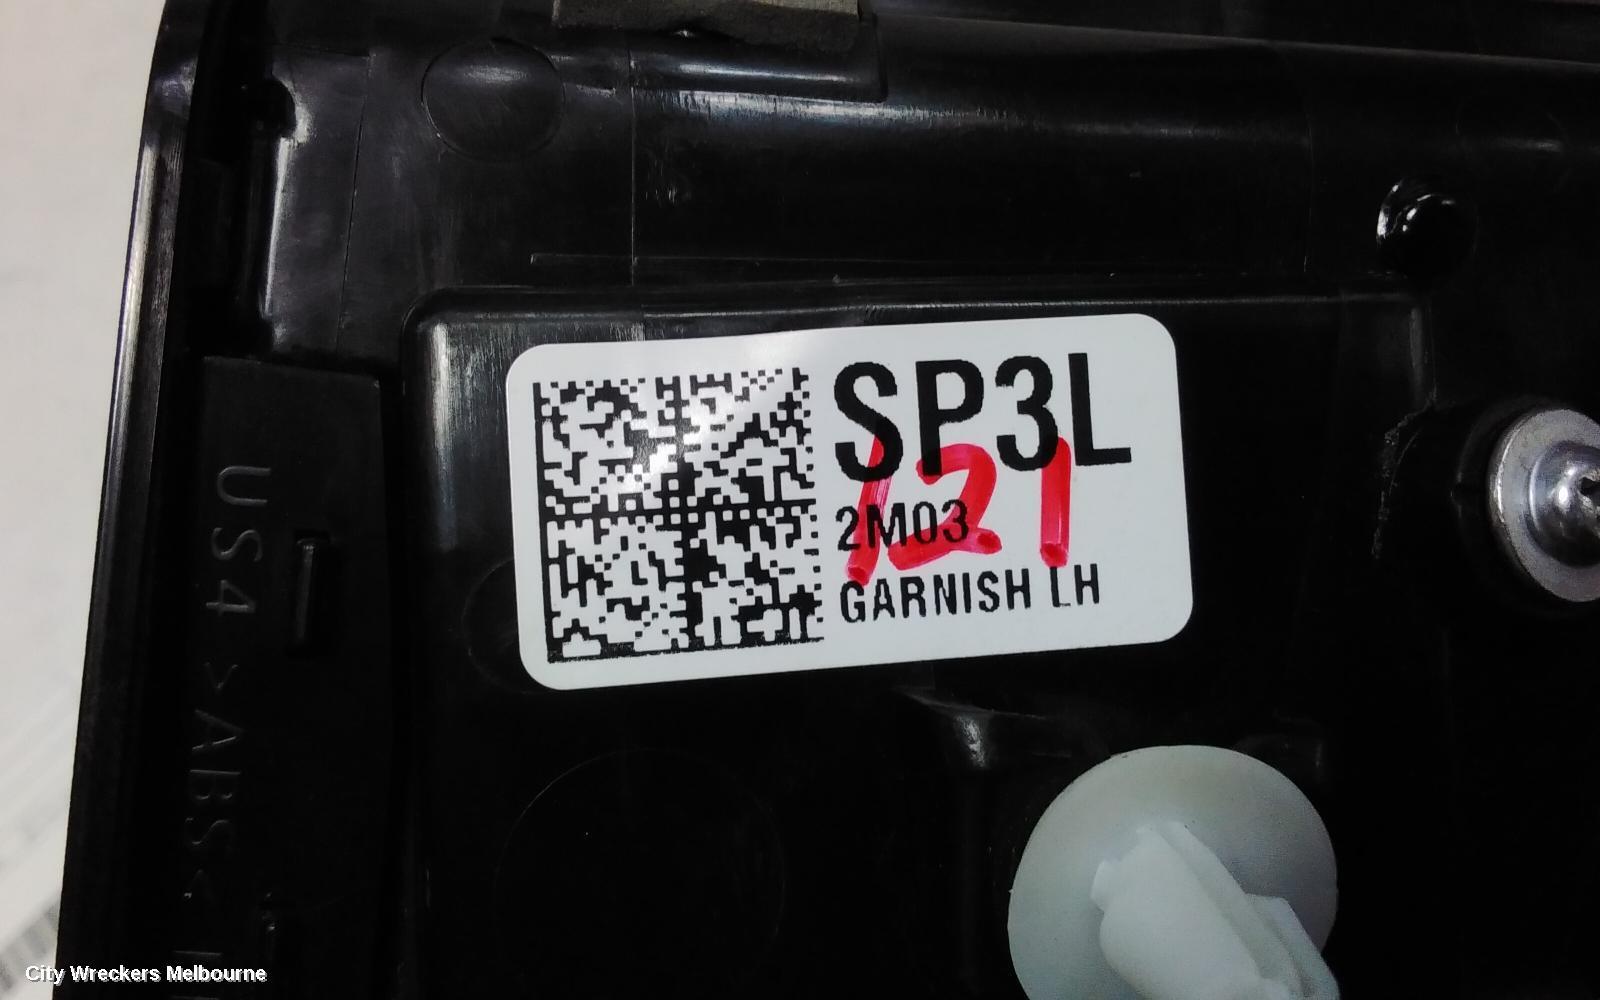 SP3L
121
2M03
GARNISH LH
US4 >ABS<
City Wreckers Melbourne